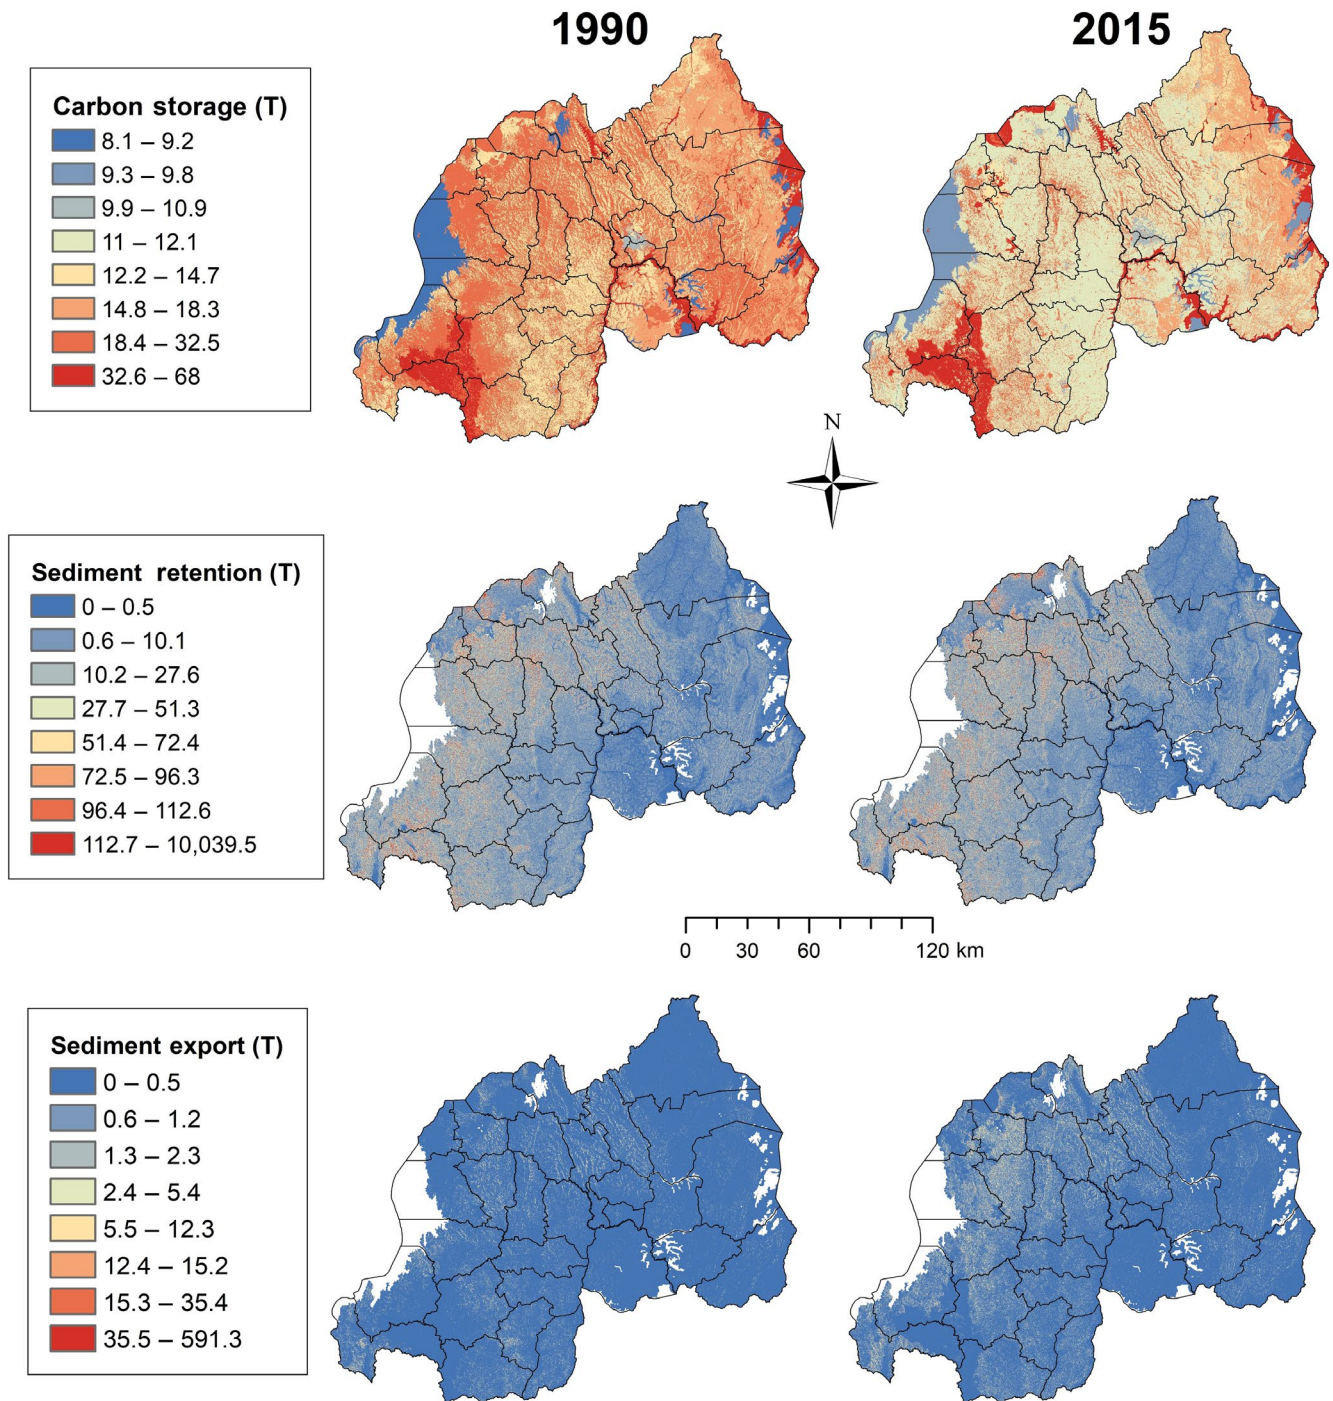 1990
2015
Carbon storage (T)
8.1 – 9.2
9.3 – 9.8
9.9 – 10.9
11 – 12.1
12.2 – 14.7
14.8 – 18.3
18.4 – 32.5
32.6 – 68
N
Sediment retention (T)
0 – 0.5
0.6 – 10.1
10.2 – 27.6
27.7 – 51.3
51.4 – 72.4
72.5 – 96.3
96.4 – 112.6
112.7 – 10,039.5
0 30 60 120 km
Sediment export (T)
0 – 0.5
0.6 – 1.2
1.3 – 2.3
2.4 – 5.4
5.5 – 12.3
12.4 – 15.2
15.3 – 35.4
35.5 – 591.3